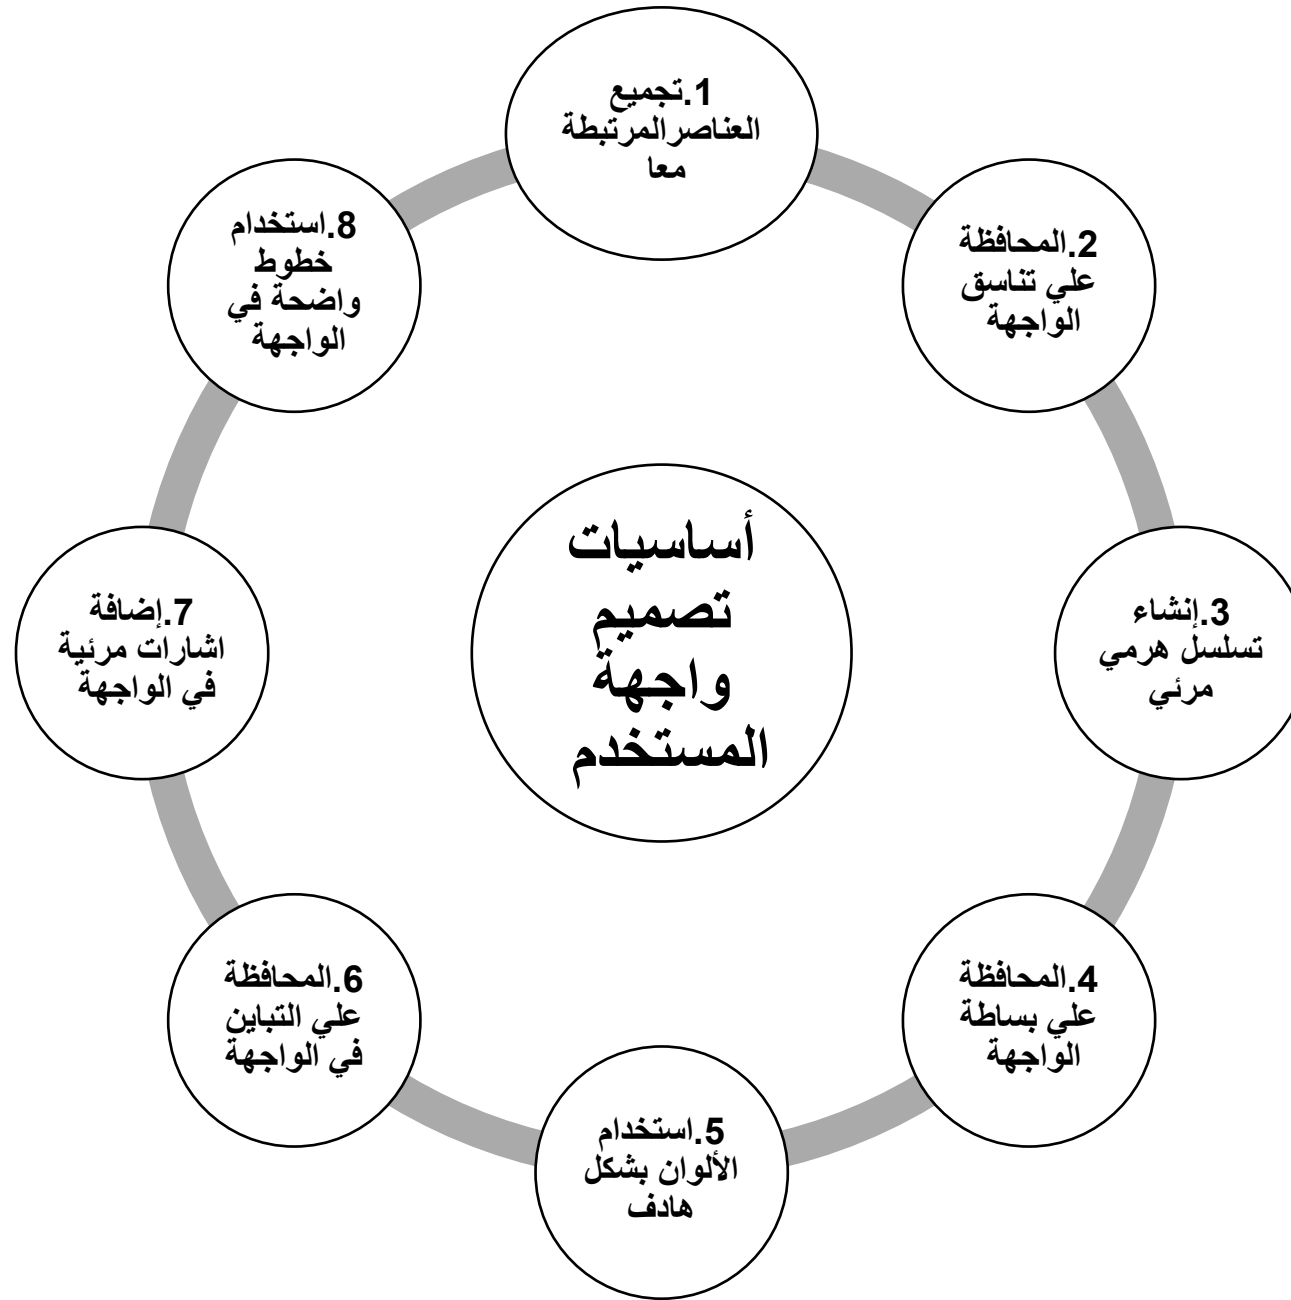 1.تجميع
العناصرالمرتبطة
معا
2.المحافظة
علي تناسق
الواجهة
3.إنشاء
تسلسل هرمي
مرئي
4.المحافظة
علي بساطة
الواجهة
5.استخدام
الألوان بشكل
هادف
6.المحافظة
علي التباين
في الواجهة
7.إضافة
اشارات مرئية
في الواجهة
8.استخدام
خطوط
واضحة في
الواجهة
أساسيات
تصميم
واجهة
المستخدم